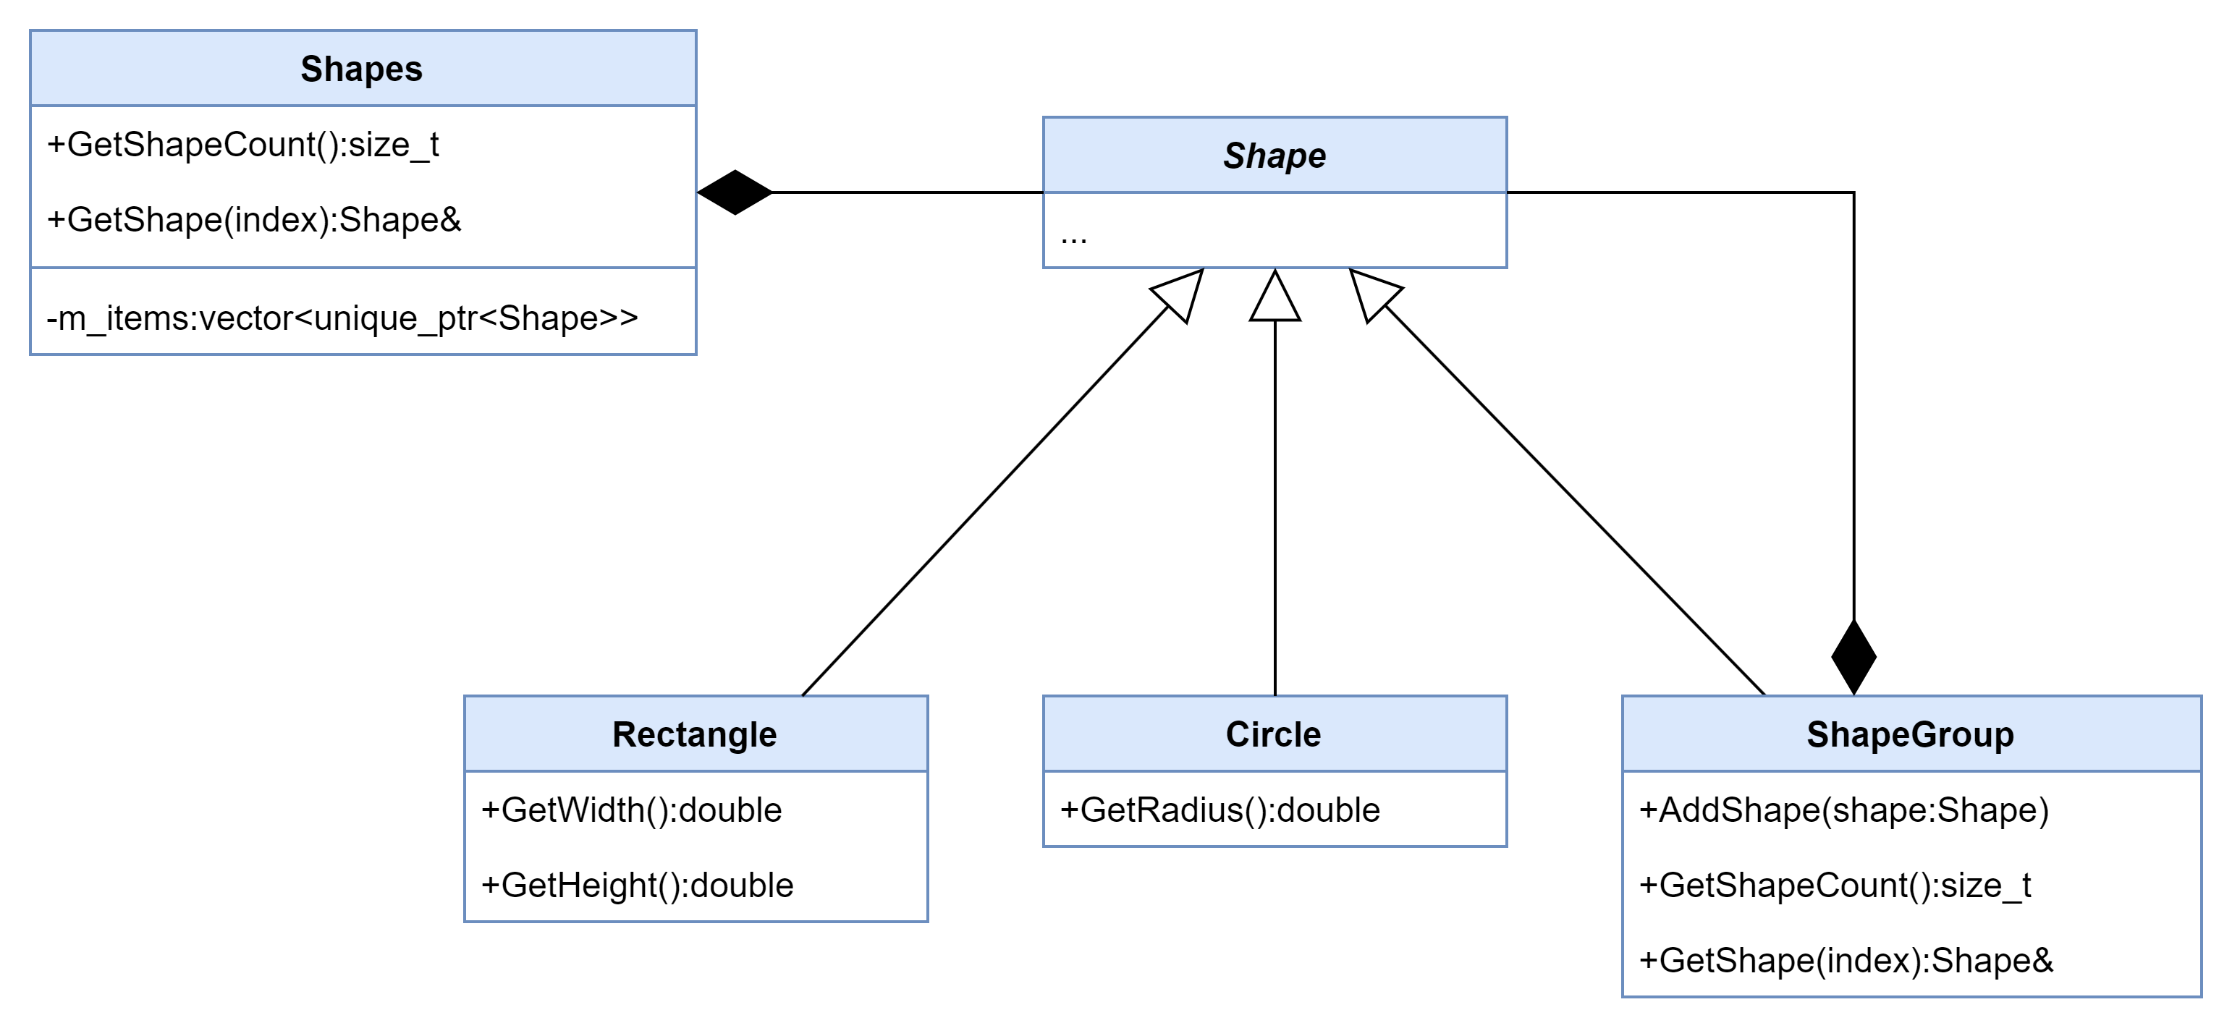 Shapes
+GetShapeCount():size_t
+GetShape(index):Shape&
-m_items:vector<unique_ptr<Shape>>
Shape
...
Rectangle
+GetWidth():double
+GetHeight():double
Circle
+GetRadius():double
ShapeGroup
+AddShape(shape:Shape)
+GetShapeCount():size_t
+GetShape(index):Shape&